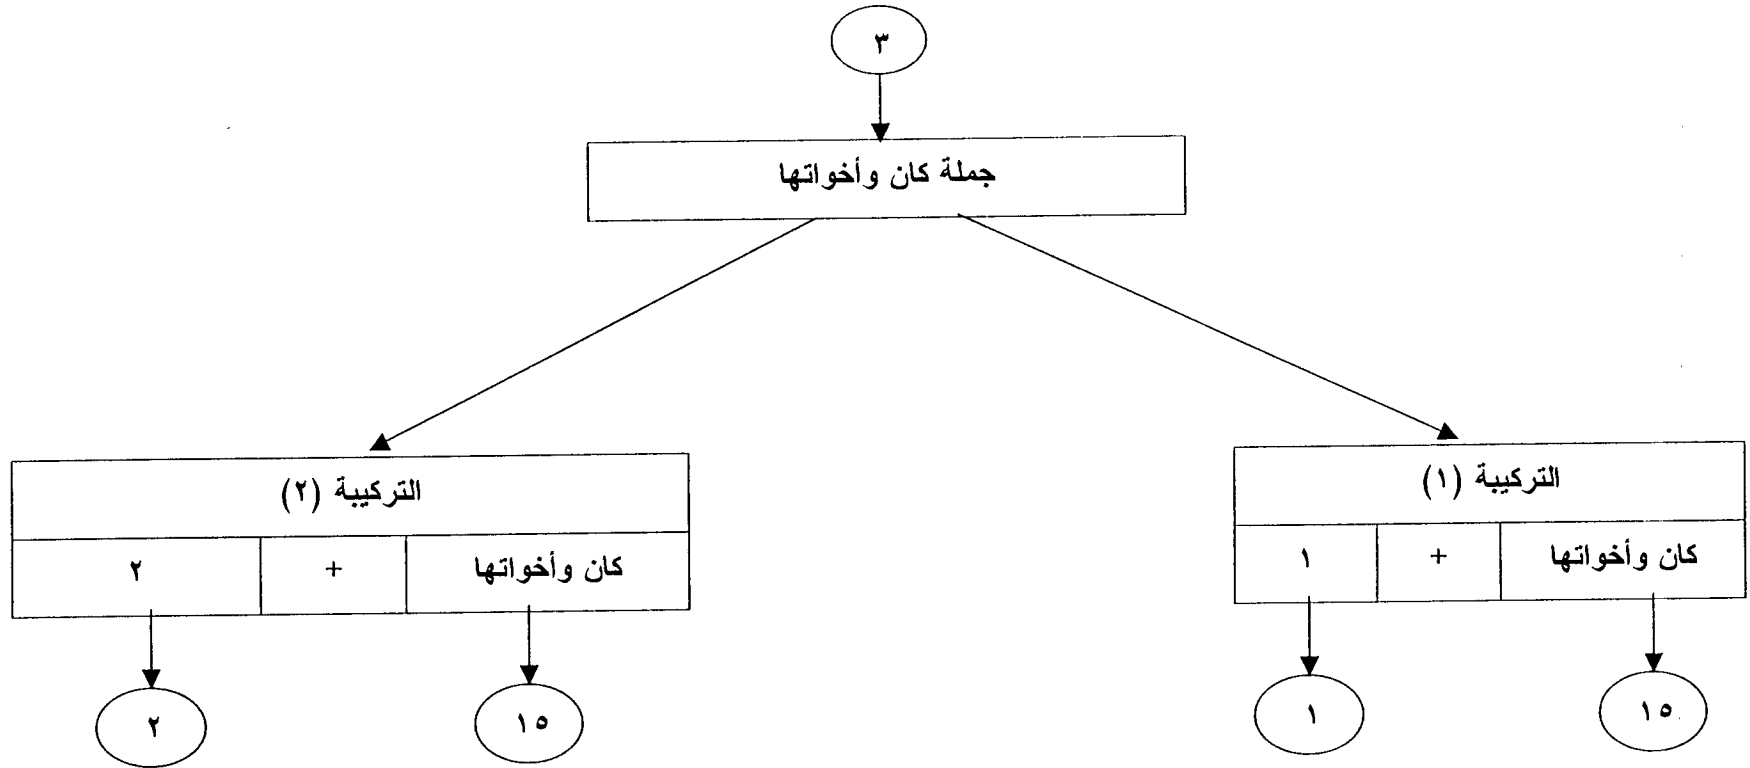 ٣
جملة كان وأخواتها
التركيبة (١)
كان وأخواتها + ١
١٥ ١
التركيبة (٢)
كان وأخواتها + ٢
١٥ ٢